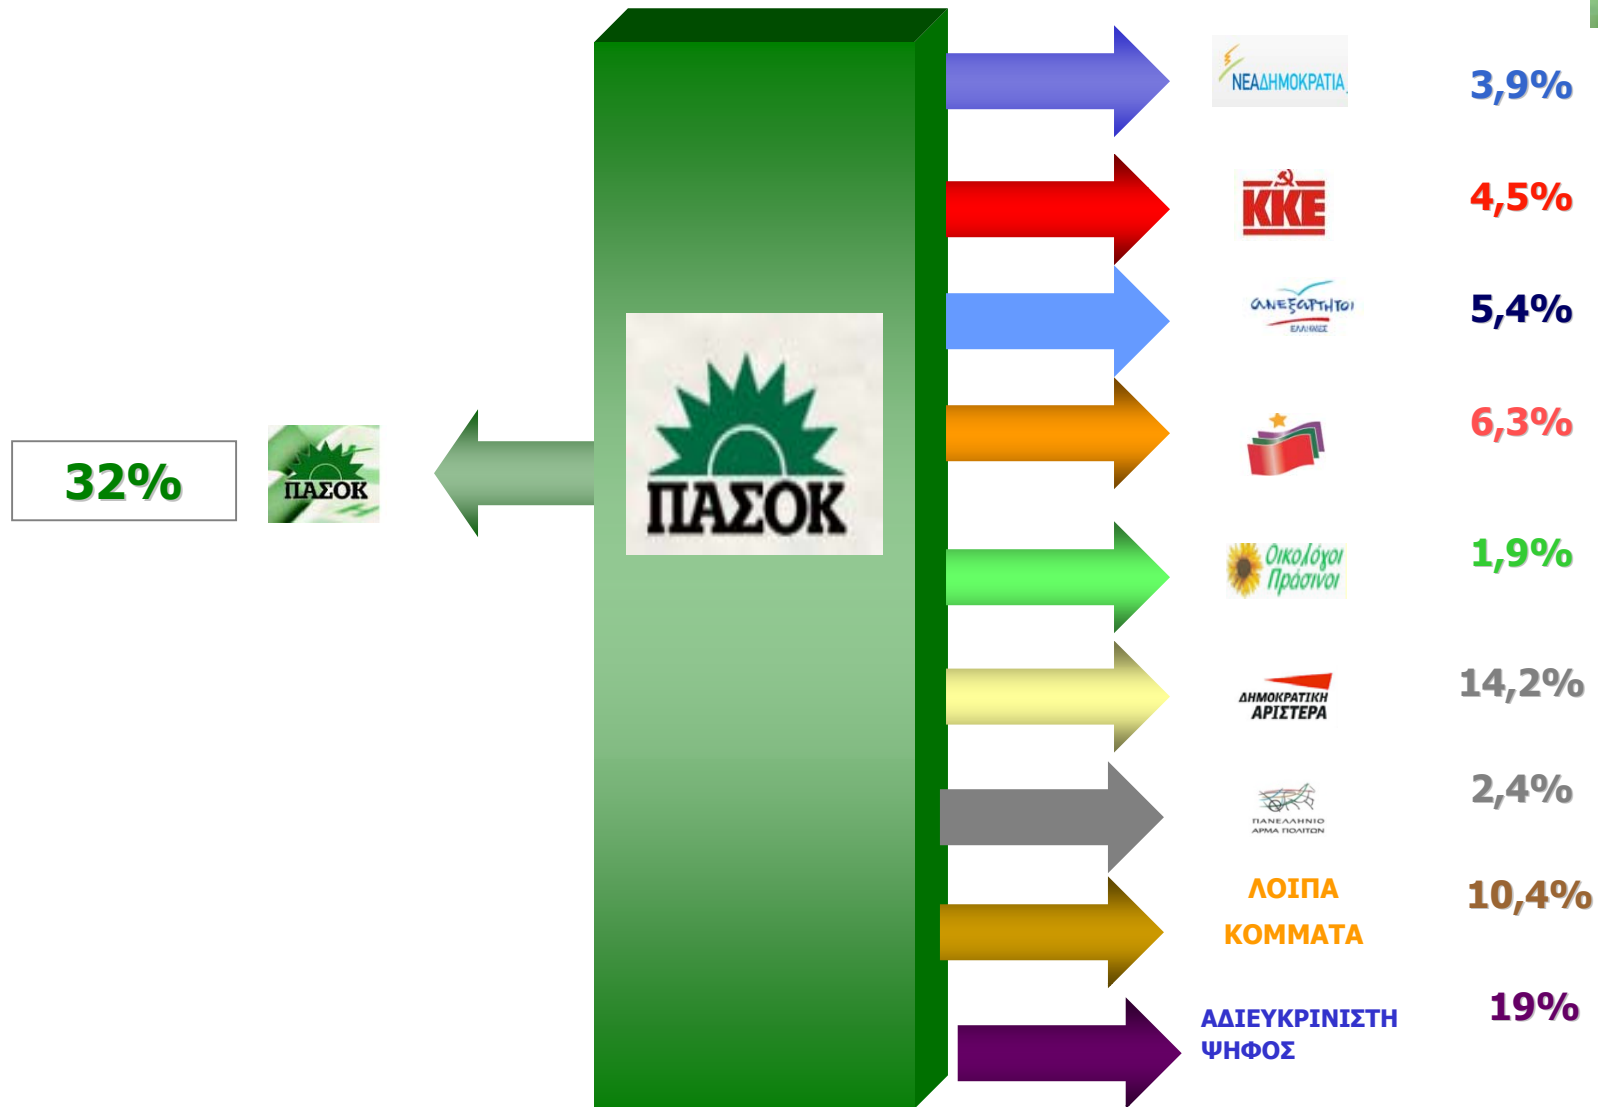 32%
ΠΑΣΟΚ
ΠΑΣΟΚ
ΝΕΑΔΗΜΟΚΡΑΤΙΑ
3,9%
ΚΚΕ
4,5%
ανεξαρτητοι
ΕΛΛΗΝΕΣ
5,4%
6,3%
Οικολόγοι
Πράσινοι
1,9%
ΔΗΜΟΚΡΑΤΙΚΗ
ΑΡΙΣΤΕΡΑ
14,2%
ΠΑΝΕΛΛΗΝΙΟ
ΑΡΜΑ ΠΟΛΙΤΩΝ
2,4%
ΛΟΙΠΑ
ΚΟΜΜΑΤΑ
10,4%
ΑΔΙΕΥΚΡΙΝΙΣΤΗ
ΨΗΦΟΣ
19%